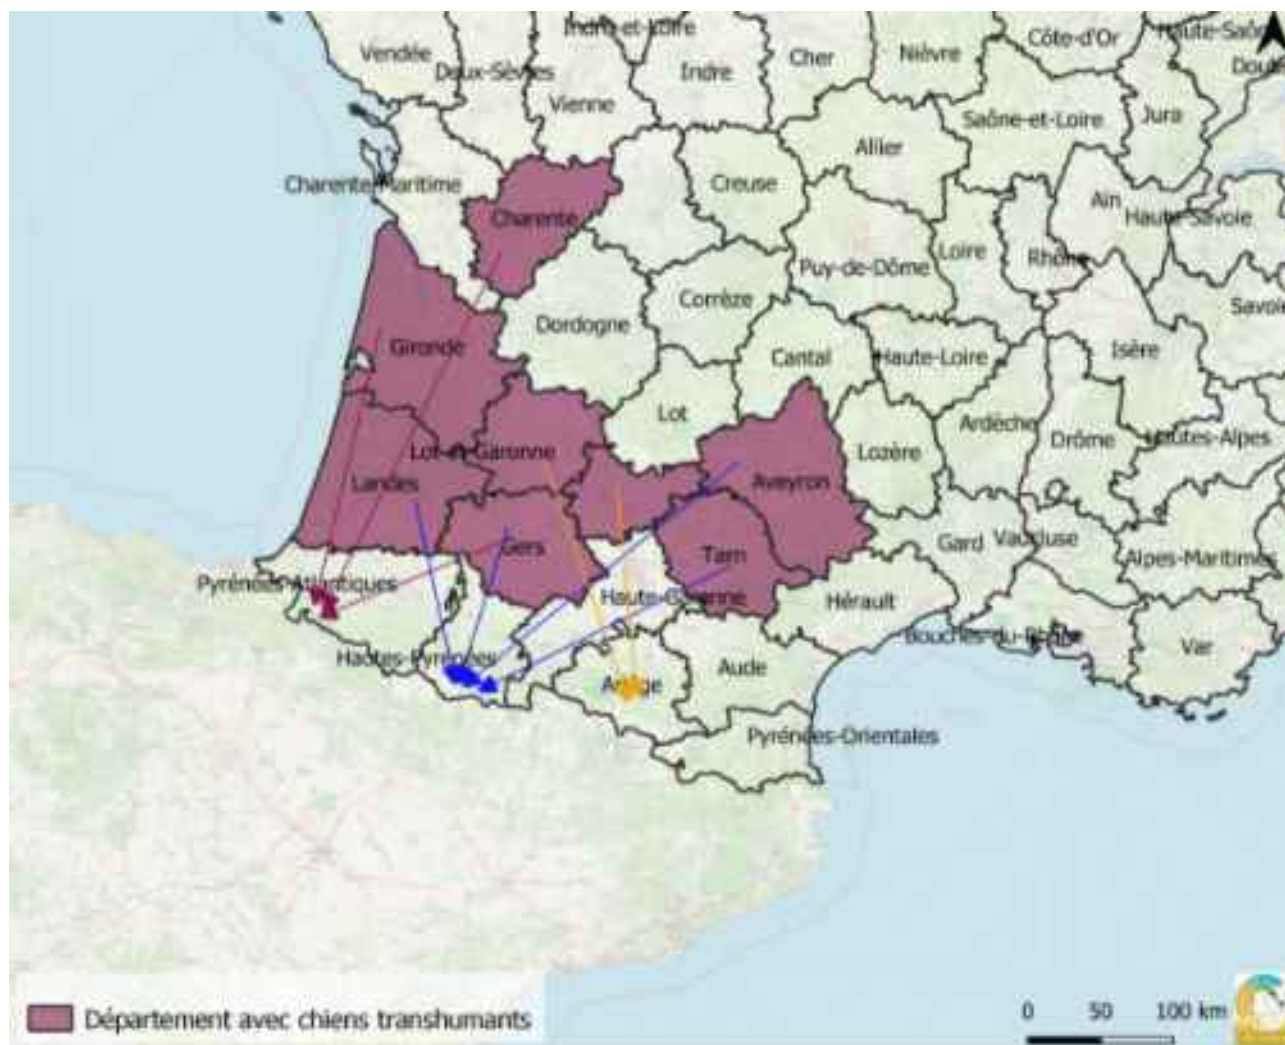 Vendée
Deux-Sèvres
Indre-et-Loire
Vienne
Indre
Cher
Nièvre
Côte-d'Or
Haute-Saône
Doubs
Saône-et-Loire
Jura
Allier
Charente-Maritime
Charente
Creuse
Ain
Haute-Savoie
Puy-de-Dôme
Loire
Rhône
Corrèze
Savoie
Dordogne
Gironde
Cantal
Haute-Loire
Isère
Lot
Ardèche
Drôme
Hautes-Alpes
Lot-et-Garonne
Lozère
Landes
Aveyron
Gers
Tarn
Gard
Vaucluse
Alpes-Maritimes
Pyrénées-Atlantiques
Haute-Garonne
Hérault
Bouches-du-Rhône
Var
Hautes-Pyrénées
Ariège
Aude
Pyrénées-Orientales
Département avec chiens transhumants
0 50 100 km